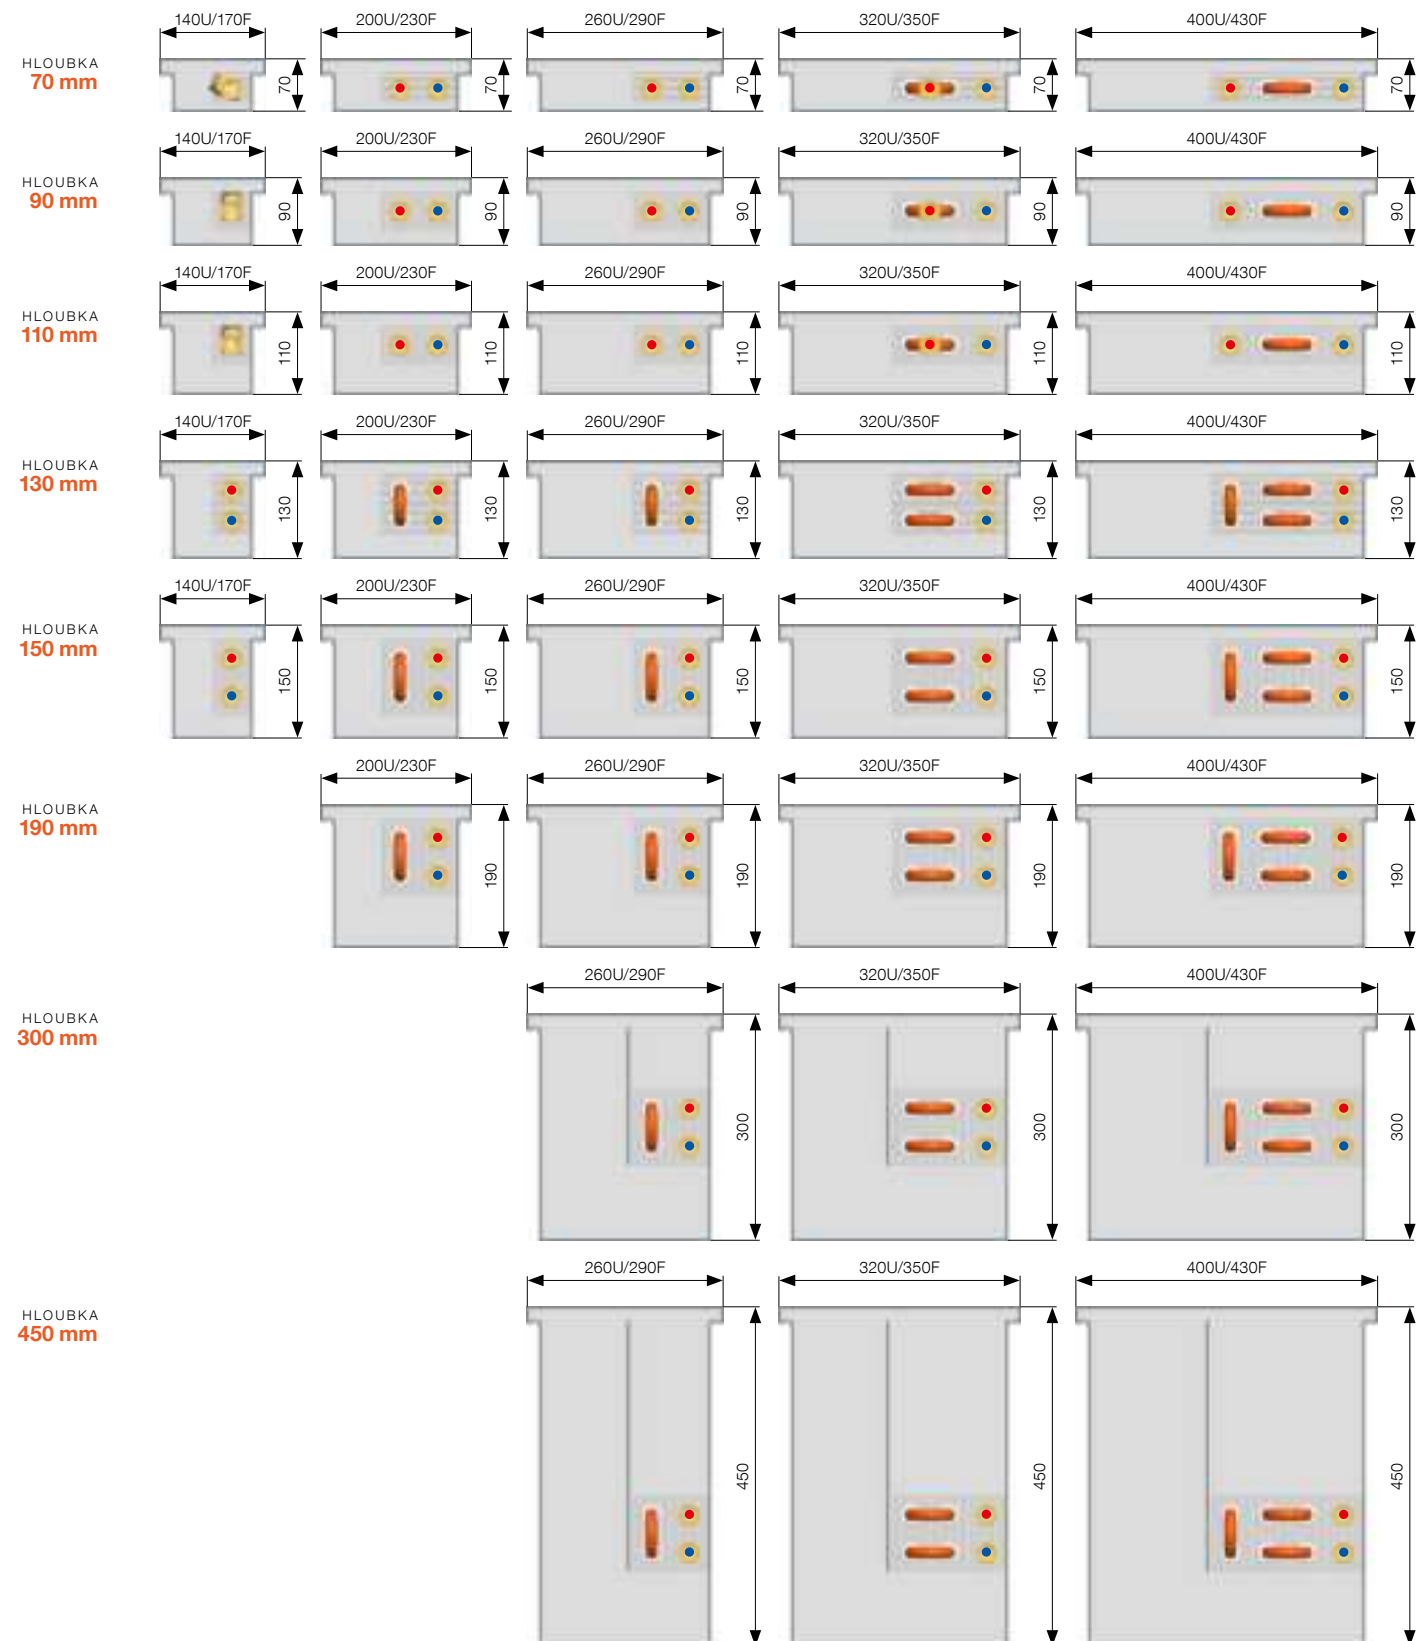 140U/170F 200U/230F 260U/290F 320U/350F 400U/430F
HLOUBKA
70 mm
70 70 70 70 70
140U/170F 200U/230F 260U/290F 320U/350F 400U/430F
HLOUBKA
90 mm
90 90 90 90 90
140U/170F 200U/230F 260U/290F 320U/350F 400U/430F
HLOUBKA
110 mm
110 110 110 110 110
140U/170F 200U/230F 260U/290F 320U/350F 400U/430F
HLOUBKA
130 mm
130 130 130 130 130
140U/170F 200U/230F 260U/290F 320U/350F 400U/430F
HLOUBKA
150 mm
150 150 150 150 150
200U/230F 260U/290F 320U/350F 400U/430F
HLOUBKA
190 mm
190 190 190 190
260U/290F 320U/350F 400U/430F
HLOUBKA
300 mm
300 300 300
260U/290F 320U/350F 400U/430F
HLOUBKA
450 mm
450 450 450